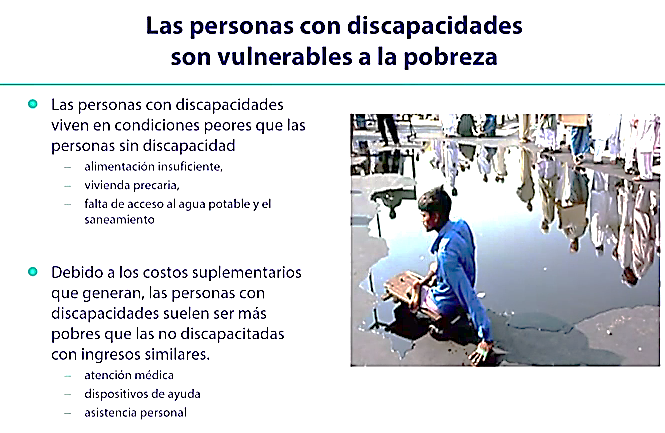 Las personas con discapacidades
son vulnerables a la pobreza
Las personas con discapacidades
viven en condiciones peores que las
personas sin discapacidad
– alimentación insuficiente,
– vivienda precaria,
– falta de acceso al agua potable y el
saneamiento
Debido a los costos suplementarios
que generan, las personas con
discapacidades suelen ser más
pobres que las no discapacitadas
con ingresos similares.
– atención médica
– dispositivos de ayuda
– asistencia personal